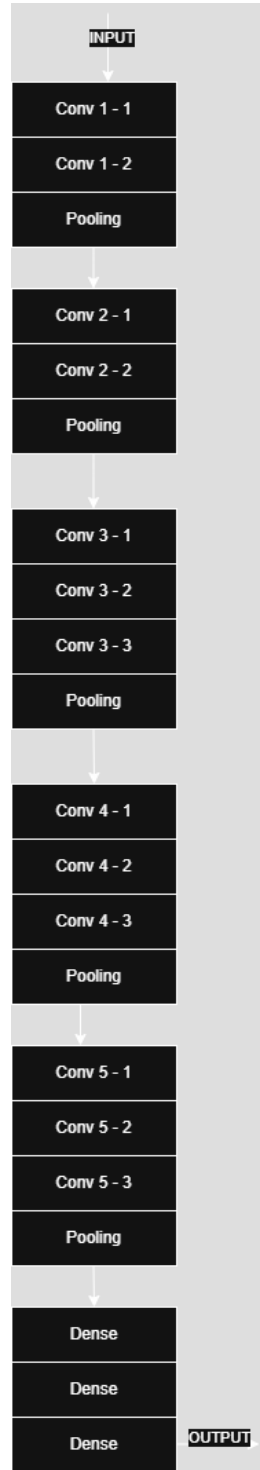 INPUT
Conv 1 - 1
Conv 1 - 2
Pooling
Conv 2 - 1
Conv 2 - 2
Pooling
Conv 3 - 1
Conv 3 - 2
Conv 3 - 3
Pooling
Conv 4 - 1
Conv 4 - 2
Conv 4 - 3
Pooling
Conv 5 - 1
Conv 5 - 2
Conv 5 - 3
Pooling
Dense
Dense
Dense
OUTPUT